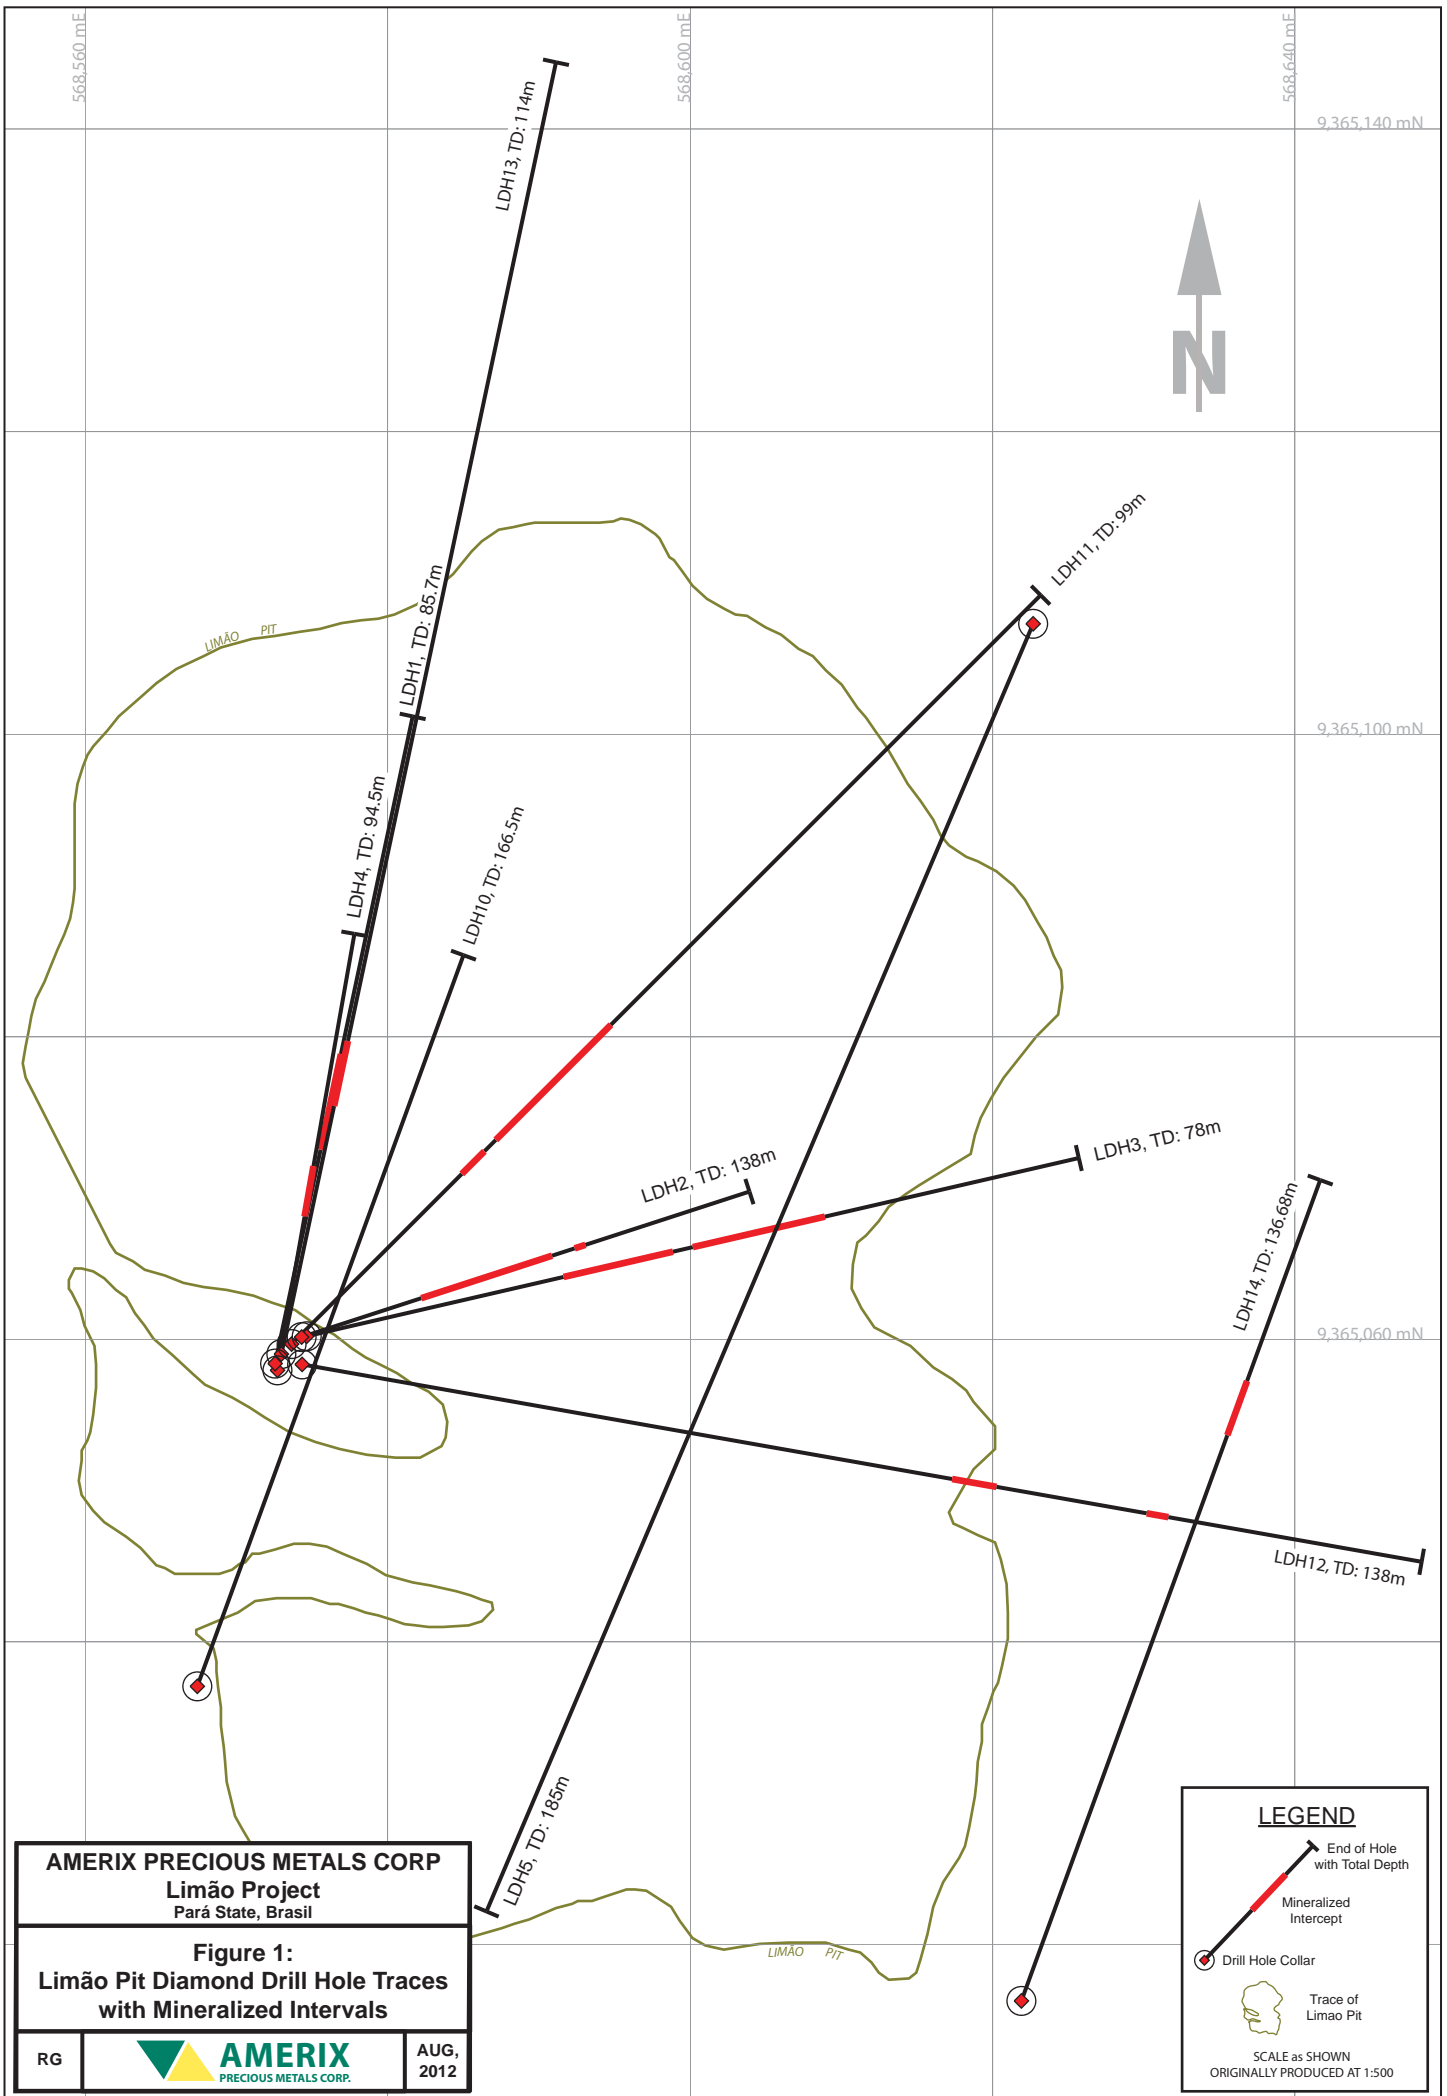 568,560 mE
568,600 mE
568,640 mE
9,365,140 mN
LDH13, TD: 114m
N
LDH11, TD: 99m
LDH1, TD: 85.7m
LIMÃO PIT
9,365,100 mN
LDH4, TD: 94.5m
LDH10, TD: 166.5m
LDH3, TD: 78m
LDH2, TD: 138m
LDH14, TD: 136.68m
9,365,060 mN
LDH12, TD: 138m
LDH5, TD: 185m
LIMÃO PIT
AMERIX PRECIOUS METALS CORP
Limão Project
Pará State, Brasil
Figure 1:
Limão Pit Diamond Drill Hole Traces
with Mineralized Intervals
RG
AMERIX
PRECIOUS METALS CORP.
AUG,
2012
LEGEND
End of Hole
with Total Depth
Mineralized
Intercept
Drill Hole Collar
Trace of
Limao Pit
SCALE as SHOWN
ORIGINALLY PRODUCED AT 1:500